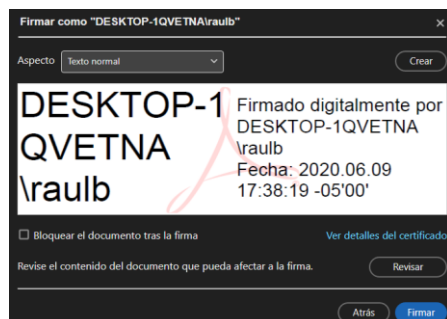 Firmar como "DESKTOP-1QVETNA\raulb"
×
Aspecto Texto normal Crear
DESKTOP-1
QVETNA
\raulb
Firmado digitalmente por
DESKTOP-1QVETNA
\raulb
Fecha: 2020.06.09
17:38:19 -05'00'
Bloquear el documento tras la firma Ver detalles del certificado
Revise el contenido del documento que pueda afectar a la firma. Revisar
Atrás Firmar